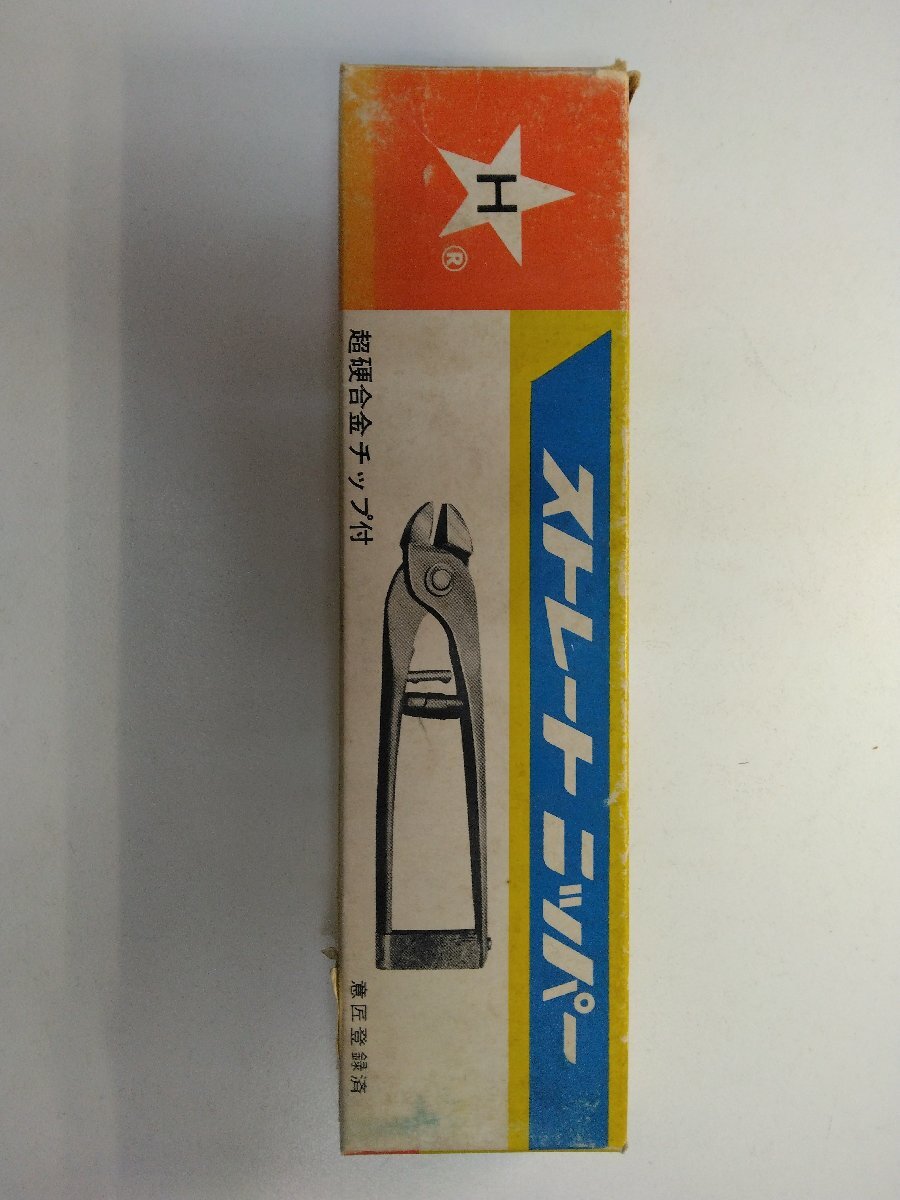 H
®
ストレートニッパー
超硬合金チップ付
意匠登録済